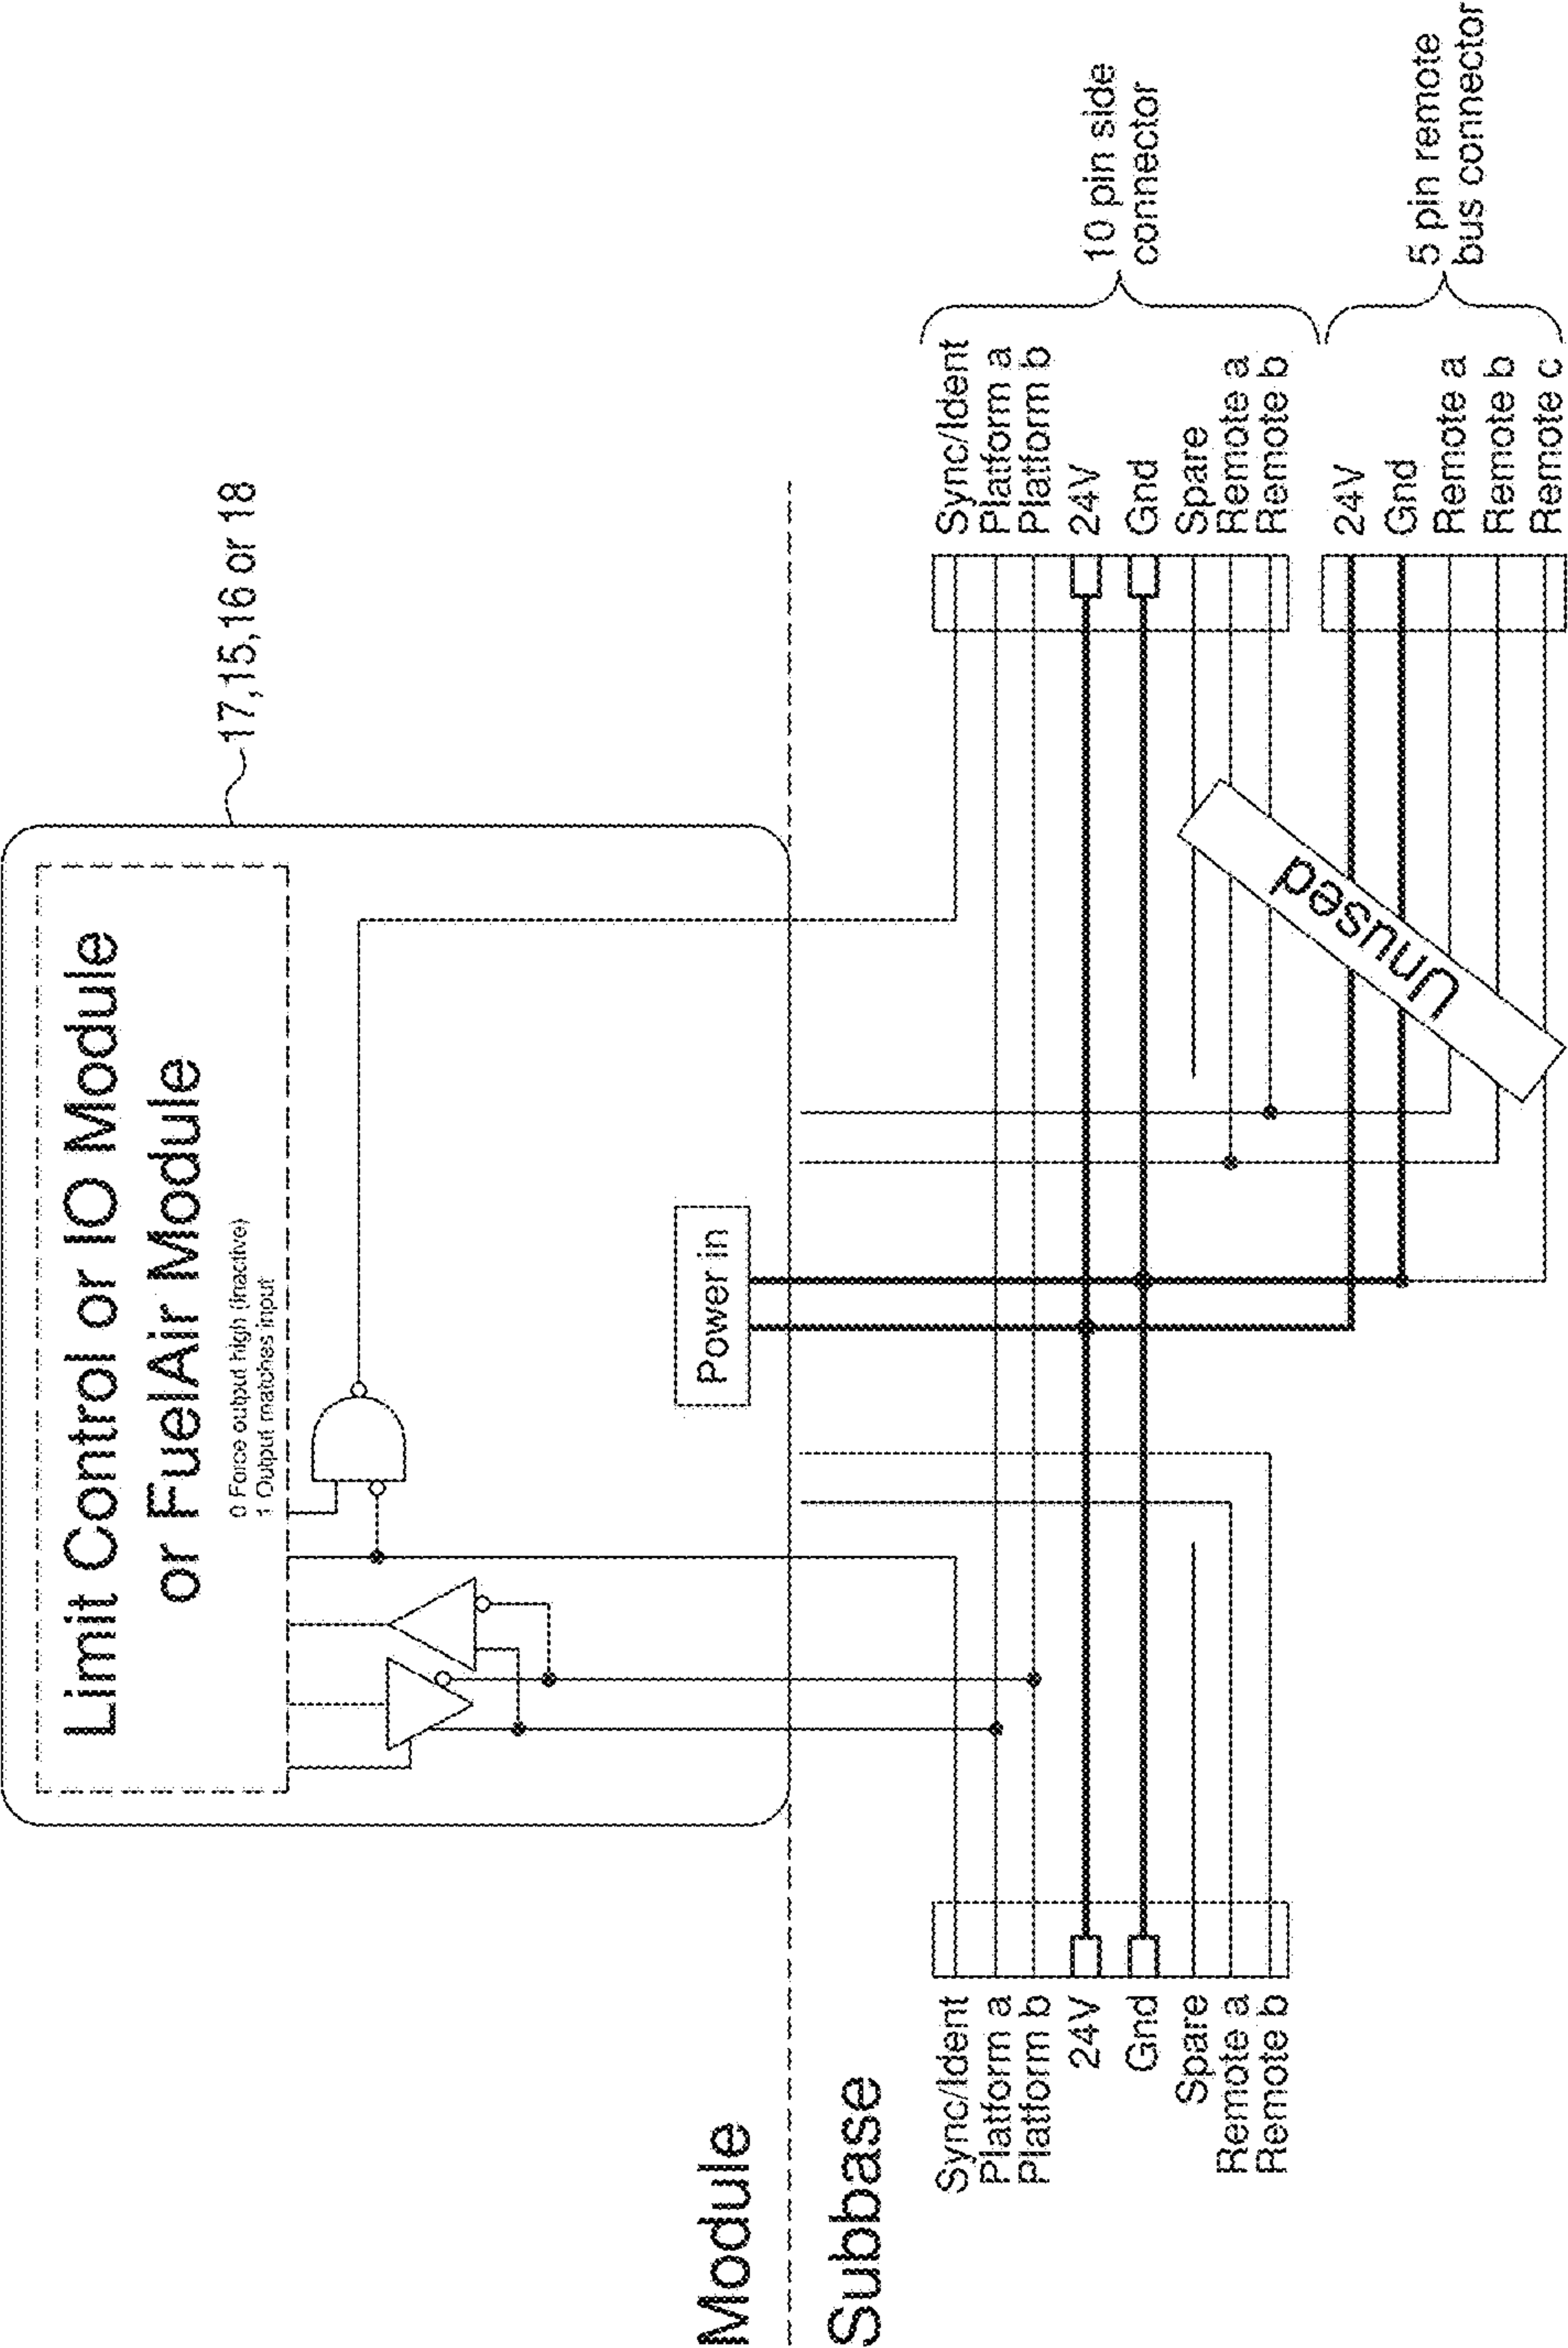 Limit Control or IO Module
or FuelAir Module
0 Force output high (inactive)
1 Output matches input
17,15,16 or 18
Power in
Module
Subbase
Sync/Ident
Platform a
Platform b
24V
Gnd
Spare
Remote a
Remote b
Sync/Ident
Platform a
Platform b
24V
Gnd
Spare
Remote a
Remote b
10 pin side
connector
Unused
24V
Gnd
Remote a
Remote b
Remote c
5 pin remote
bus connector